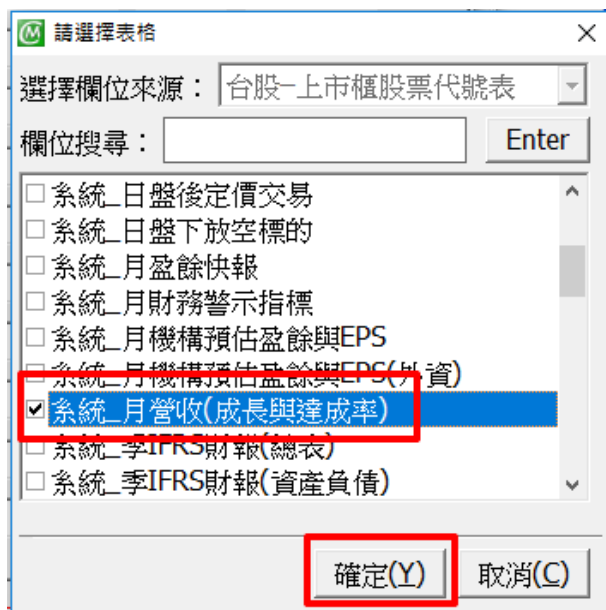 請選擇表格
選擇欄位來源： 台股-上市櫃股票代號表
欄位搜尋： Enter
系統_日盤後定價交易
系統_日盤下放空標的
系統_月盈餘快報
系統_月財務警示指標
系統_月機構預估盈餘與EPS
系統_月機構預估盈餘與EPS(外資)
系統_月營收(成長與達成率)
系統_季IFRS財報(總表)
系統_季IFRS財報(資產負債)
確定(Y) 取消(C)